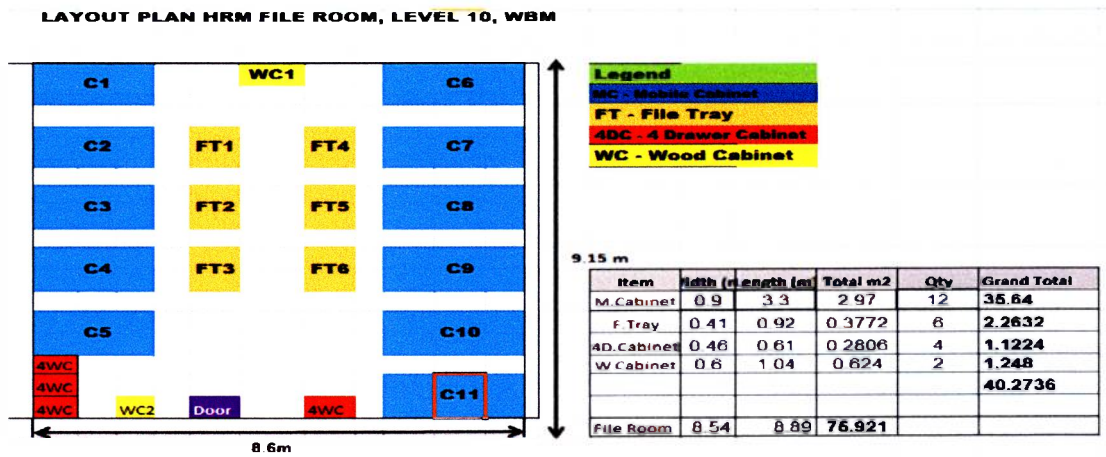 LAYOUT PLAN HRM FILE ROOM, LEVEL 10, WBM
C1 WC1 C6
C2 FT1 FT4 C7
C3 FT2 FT5 C8
C4 FT3 FT6 C9
C5 C10
4WC
4WC
4WC WC2 Door 4WC C11
8.6m
9.15 m
Legend
MC - Mobile Cabinet
FT - File Tray
4DC - 4 Drawer Cabinet
WC - Wood Cabinet
Item Total m2 Qty Grand Total
M.Cabinet 0.9 3.3 2.97 12 35.64
F.Tray 0.41 0.92 0.3772 6 2.2632
4D.Cabinet 0.46 0.61 0.2806 4 1.1224
W.Cabinet 0.6 1.04 0.624 2 1.248
40.2736
File Room 8.54 8.89 75.921